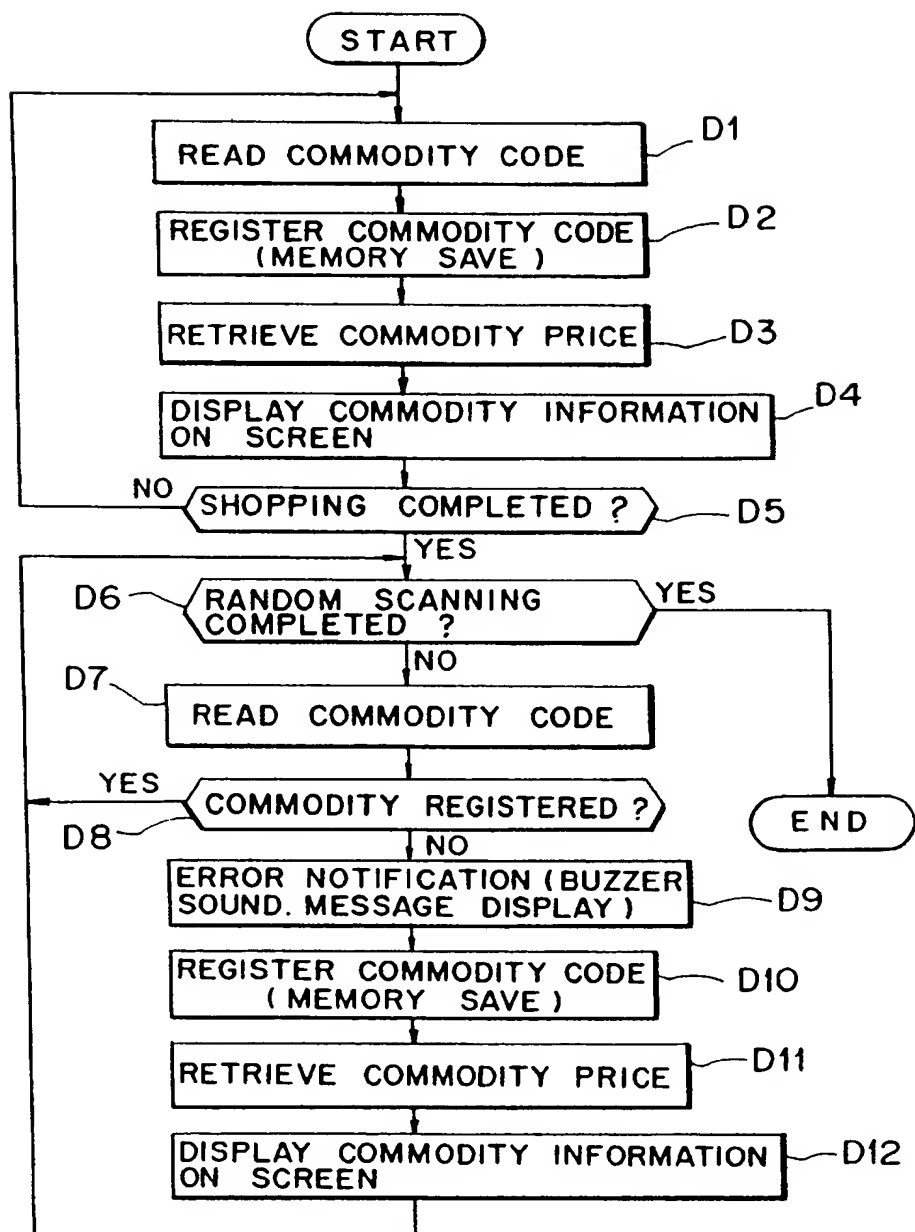 START
READ COMMODITY CODE
D1
REGISTER COMMODITY CODE
(MEMORY SAVE)
D2
RETRIEVE COMMODITY PRICE
D3
DISPLAY COMMODITY INFORMATION
ON SCREEN
D4
NO
SHOPPING COMPLETED ?
D5
YES
D6
RANDOM SCANNING
COMPLETED ?
YES
NO
D7
READ COMMODITY CODE
YES
COMMODITY REGISTERED ?
D8
END
NO
ERROR NOTIFICATION (BUZZER
SOUND. MESSAGE DISPLAY)
D9
REGISTER COMMODITY CODE
(MEMORY SAVE)
D10
RETRIEVE COMMODITY PRICE
D11
DISPLAY COMMODITY INFORMATION
ON SCREEN
D12